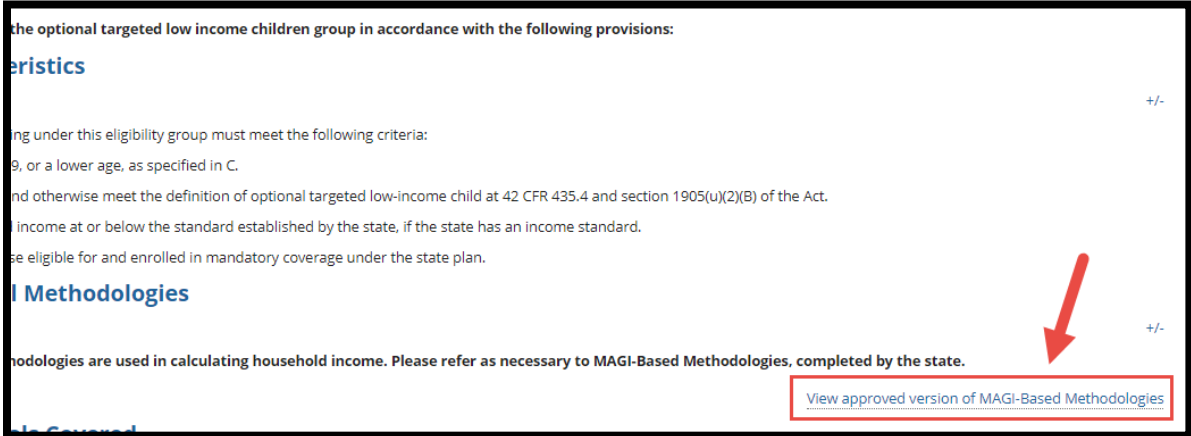 the optional targeted low income children group in accordance with the following provisions:
eristics
+/-
ing under this eligibility group must meet the following criteria:
9, or a lower age, as specified in C.
nd otherwise meet the definition of optional targeted low-income child at 42 CFR 435.4 and section 1905(u)(2)(B) of the Act.
income at or below the standard established by the state, if the state has an income standard.
se eligible for and enrolled in mandatory coverage under the state plan.
l Methodologies
+/-
hodologies are used in calculating household income. Please refer as necessary to MAGI-Based Methodologies, completed by the state.
View approved version of MAGI-Based Methodologies